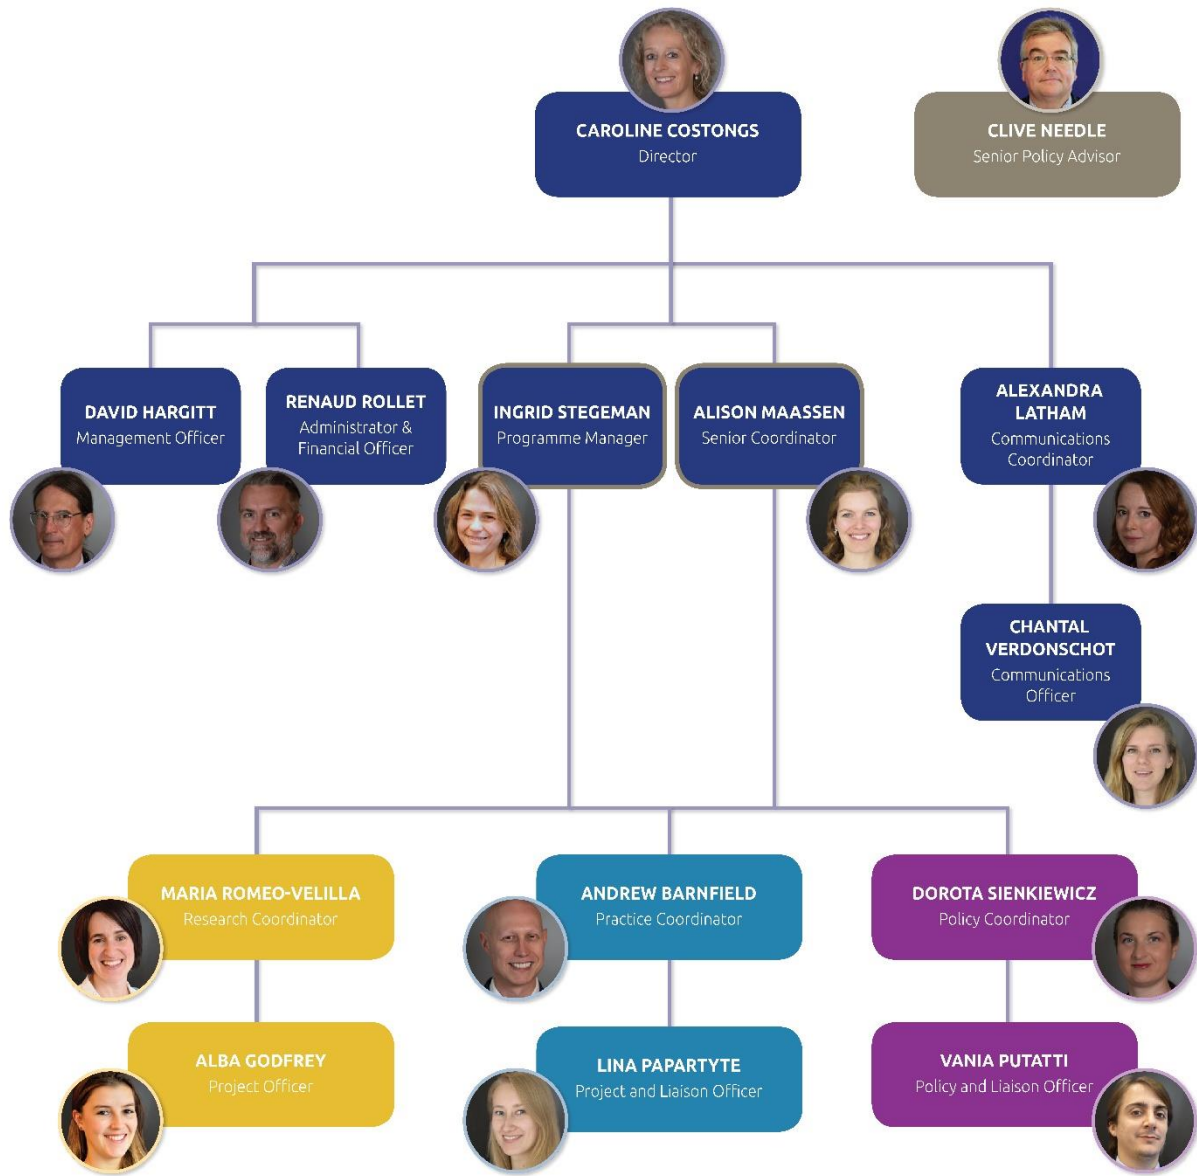 CAROLINE COSTONGS
Director
CLIVE NEEDLE
Senior Policy Advisor
DAVID HARGITT
Management Officer
RENAUD ROLLET
Administrator &
Financial Officer
INGRID STEGEMAN
Programme Manager
ALISON MAASSEN
Senior Coordinator
ALEXANDRA
LATHAM
Communications
Coordinator
CHANTAL
VERDONSCHOT
Communications
Officer
MARIA ROMEO-VELILLA
Research Coordinator
ANDREW BARNFIELD
Practice Coordinator
DOROTA SIENKIEWICZ
Policy Coordinator
ALBA GODFREY
Project Officer
LINA PAPARTYTE
Project and Liaison Officer
VANIA PUTATTI
Policy and Liaison Officer